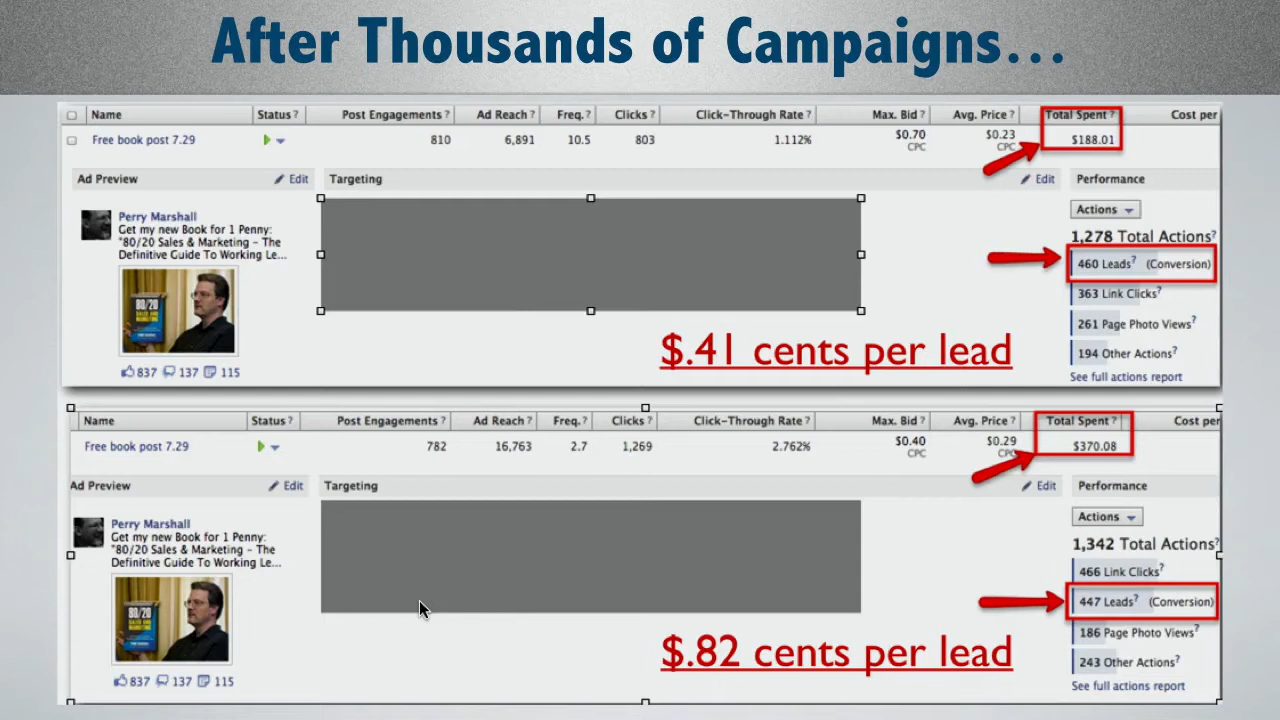 After Thousands of Campaigns...
Name Status ? Post Engagements ? Ad Reach ? Freq. ? Clicks ? Click-Through Rate ? Max. Bid ? Avg. Price ? Total Spent ? Cost per
Free book post 7.29 810 6,891 10.5 803 1.112% $0.70 $0.23 $188.01
CPC CPC
Ad Preview Edit Targeting Edit Performance
Actions
Perry Marshall
Get my new Book for 1 Penny:
"80/20 Sales & Marketing - The
Definitive Guide To Working Le...
1,278 Total Actions?
460 Leads? (Conversion)
363 Link Clicks?
261 Page Photo Views?
80/20
SALES AND
MARKETING
$.41 cents per lead
194 Other Actions?
837 137 115
See full actions report
Name Status ? Post Engagements ? Ad Reach ? Freq. ? Clicks ? Click-Through Rate ? Max. Bid ? Avg. Price ? Total Spent ? Cost per
Free book post 7.29 782 16,763 2.7 1,269 2.762% $0.40 $0.29 $370.08
CPC CPC
Ad Preview Edit Targeting Edit Performance
Actions
Perry Marshall
Get my new Book for 1 Penny:
"80/20 Sales & Marketing - The
Definitive Guide To Working Le...
1,342 Total Actions?
466 Link Clicks?
447 Leads? (Conversion)
186 Page Photo Views?
80/20
SALES AND
MARKETING
$.82 cents per lead
243 Other Actions?
837 137 115
See full actions report